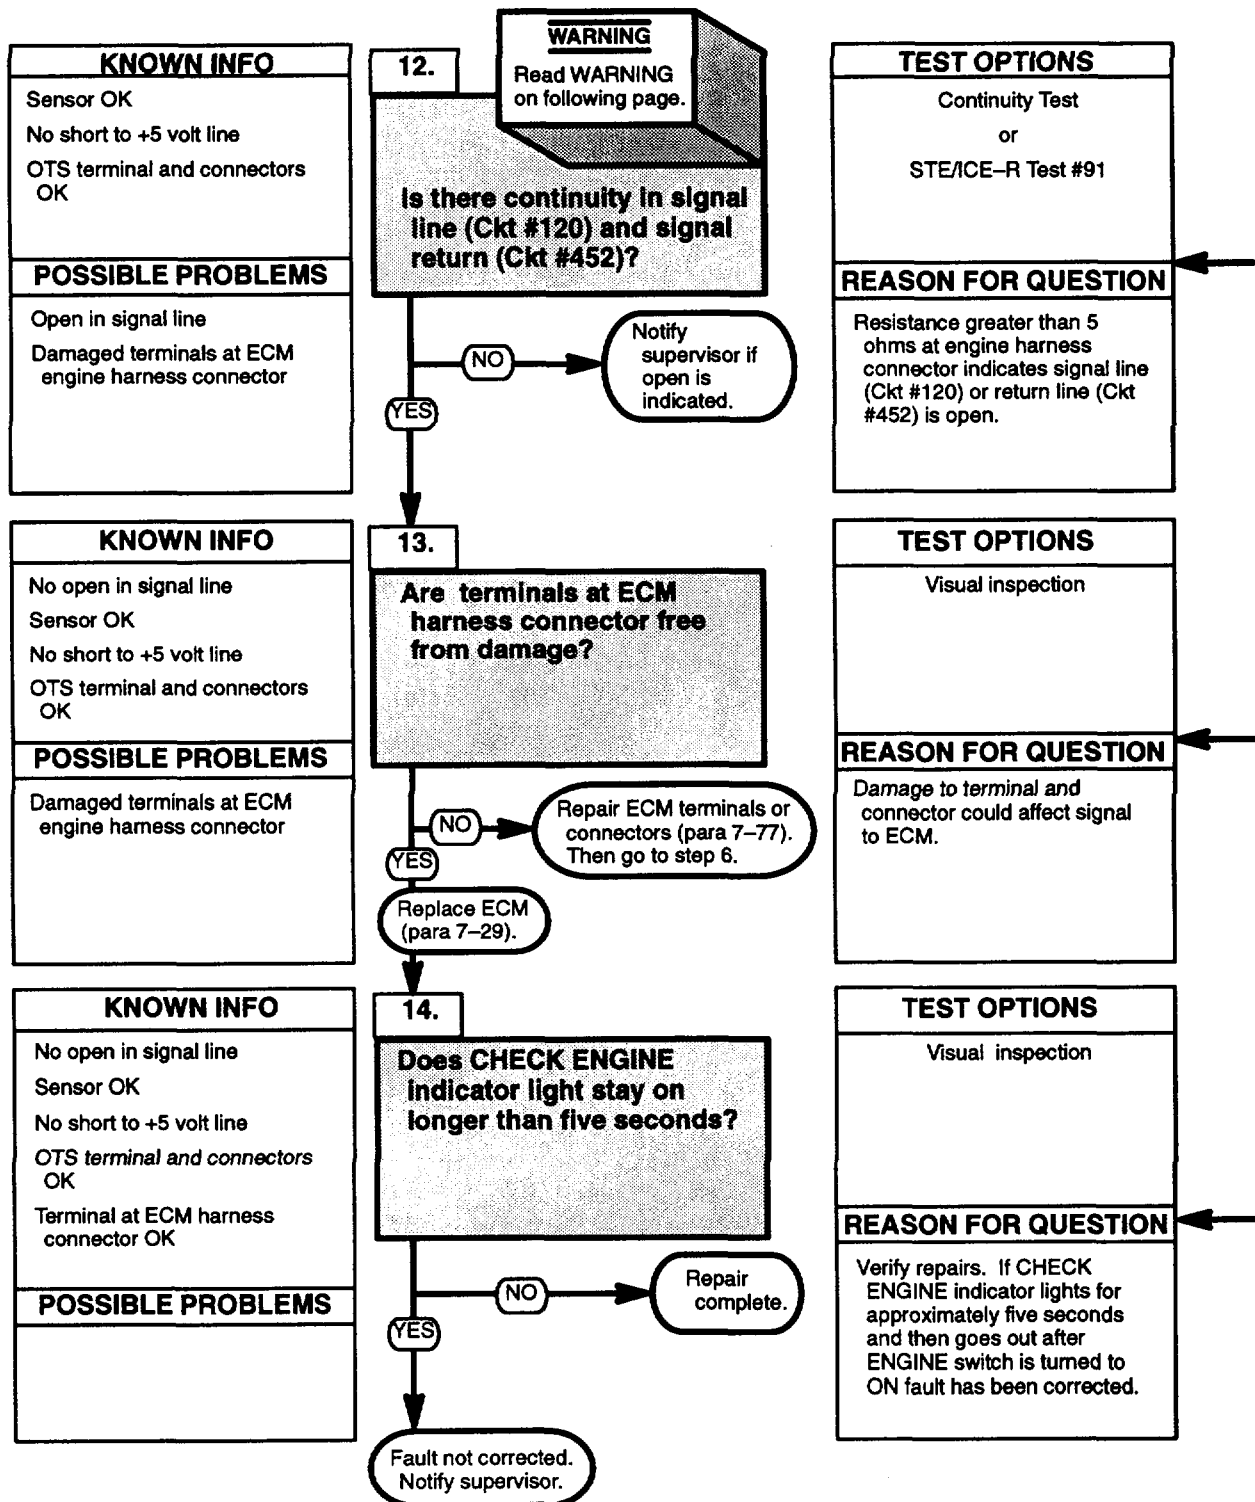 KNOWN INFO
Sensor OK
No short to +5 volt line
OTS terminal and connectors
OK
POSSIBLE PROBLEMS
Open in signal line
Damaged terminals at ECM
engine harness connector
12.
WARNING
Read WARNING
on following page.
Is there continuity in signal
line (Ckt #120) and signal
return (Ckt #452)?
NO
Notify
supervisor if
open is
indicated.
YES
TEST OPTIONS
Continuity Test
or
STE/ICE–R Test #91
REASON FOR QUESTION
Resistance greater than 5
ohms at engine harness
connector indicates signal line
(Ckt #120) or return line (Ckt
#452) is open.
KNOWN INFO
No open in signal line
Sensor OK
No short to +5 volt line
OTS terminal and connectors
OK
POSSIBLE PROBLEMS
Damaged terminals at ECM
engine harness connector
13.
Are terminals at ECM
harness connector free
from damage?
NO
Repair ECM terminals or
connectors (para 7–77).
Then go to step 6.
YES
Replace ECM
(para 7–29).
TEST OPTIONS
Visual inspection
REASON FOR QUESTION
Damage to terminal and
connector could affect signal
to ECM.
KNOWN INFO
No open in signal line
Sensor OK
No short to +5 volt line
OTS terminal and connectors
OK
Terminal at ECM harness
connector OK
POSSIBLE PROBLEMS
14.
Does CHECK ENGINE
indicator light stay on
longer than five seconds?
NO
Repair
complete.
YES
Fault not corrected.
Notify supervisor.
TEST OPTIONS
Visual inspection
REASON FOR QUESTION
Verify repairs. If CHECK
ENGINE indicator lights for
approximately five seconds
and then goes out after
ENGINE switch is turned to
ON fault has been corrected.